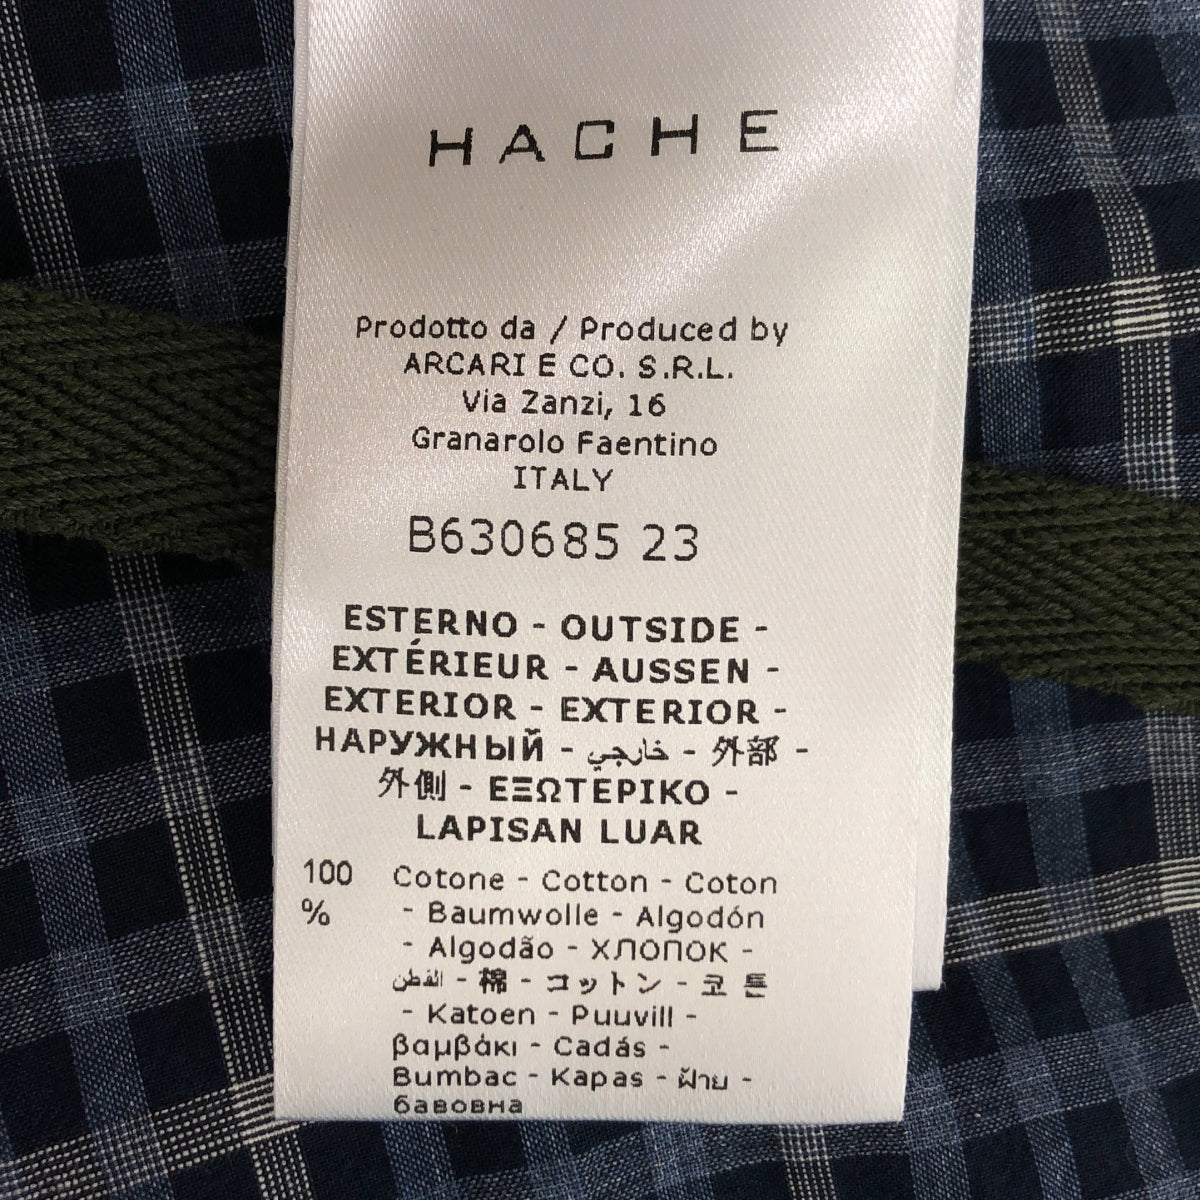 HACHE
Prodotto da / Produced by
ARCARI E CO. S.R.L.
Via Zanzi, 16
Granarolo Faentino
ITALY
B630685 23
ESTERNO - OUTSIDE -
EXTÉRIEUR - AUSSEN -
EXTERIOR - EXTERIOR -
НАРУЖНЫЙ - خارجي - 外部 -
外側 - ΕΞΩΤΕΡΙΚΟ -
LAPISAN LUAR
100 %
Cotone - Cotton - Coton
- Baumwolle - Algodón
- Algodão - хлопок -
القطن - 棉 - コットン - 코튼
- Katoen - Puuvill -
βαμβάκι - Cadás -
Bumbac - Kapas - ฝ้าย -
бавовна